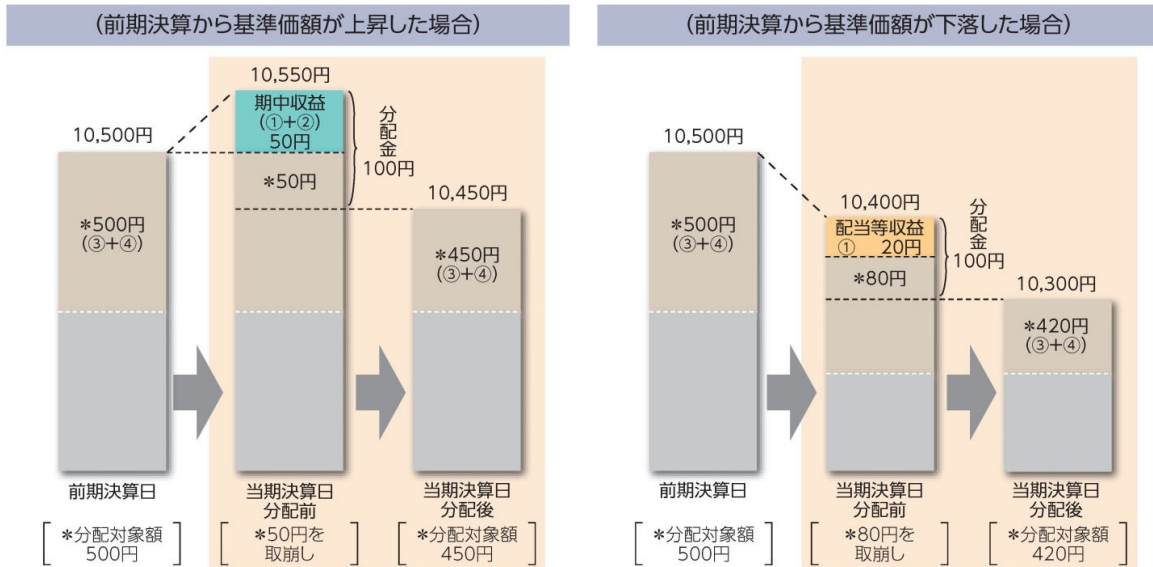 (前期決算から基準価額が上昇した場合)
10,500円
*500円
(③+④)
前期決算日
*分配対象額
500円
10,550円
期中収益
(①+②)
50円
*50円
分配金
100円
当期決算日
分配前
*50円を
取崩し
10,450円
*450円
(③+④)
当期決算日
分配後
*分配対象額
450円
(前期決算から基準価額が下落した場合)
10,500円
*500円
(③+④)
前期決算日
*分配対象額
500円
10,400円
配当等収益
① 20円
*80円
分配金
100円
当期決算日
分配前
*80円を
取崩し
10,300円
*420円
(③+④)
当期決算日
分配後
*分配対象額
420円